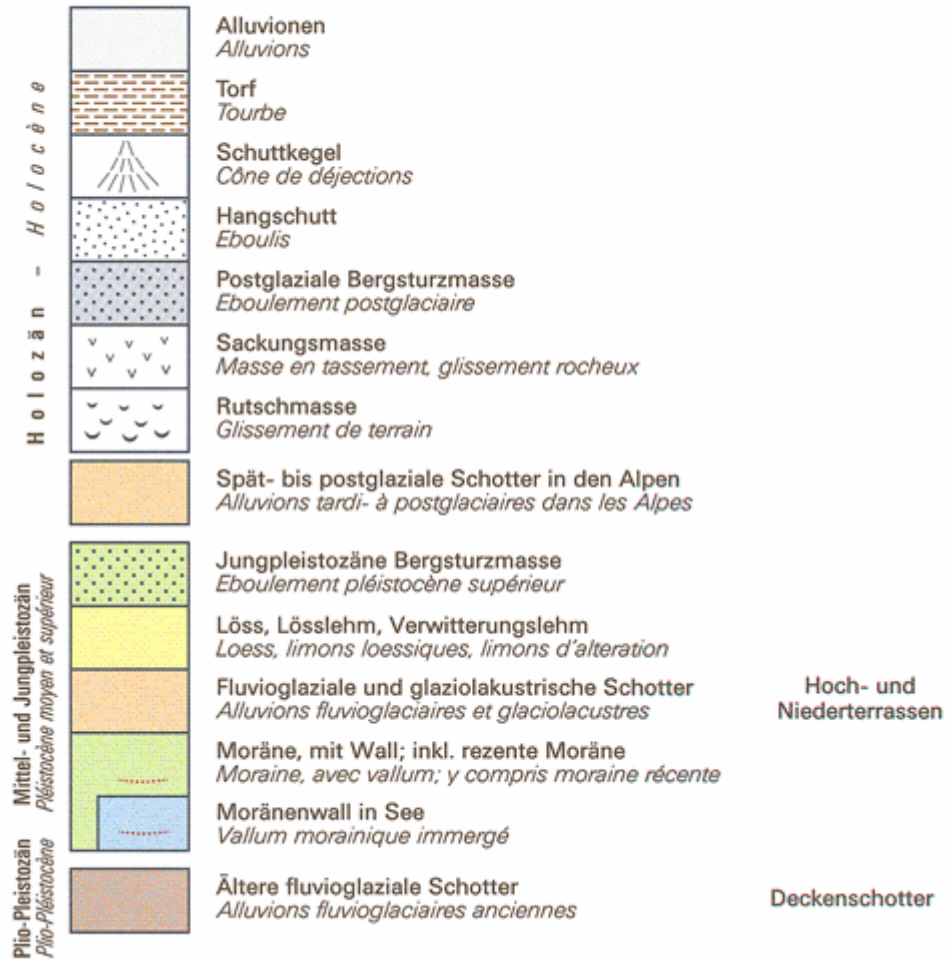 Alluvionen
Alluvions
Torf
Tourbe
Schuttkegel
Cône de déjections
Hangschutt
Eboulis
Postglaziale Bergsturzmasse
Eboulement postglaciaire
Sackungsmasse
Masse en tassement, glissement rocheux
Rutschmasse
Glissement de terrain
Holozän – Holocène
Spät- bis postglaziale Schotter in den Alpen
Alluvions tardi- à postglaciaires dans les Alpes
Jungpleistozäne Bergsturzmasse
Eboulement pléistocène supérieur
Löss, Lösslehm, Verwitterungslehm
Loess, limons loessiques, limons d'alteration
Fluvioglaziale und glaziolakustrische Schotter
Alluvions fluvioglaciaires et glaciolacustres
Hoch- und
Niederterrassen
Moräne, mit Wall; inkl. rezente Moräne
Moraine, avec vallum; y compris moraine récente
Moränenwall in See
Vallum morainique immergé
Mittel- und Jungpleistozän
Pléistocène moyen et supérieur
Ältere fluvioglaziale Schotter
Alluvions fluvioglaciaires anciennes
Deckenschotter
Plio-Pleistozän
Plio-Pléistocène